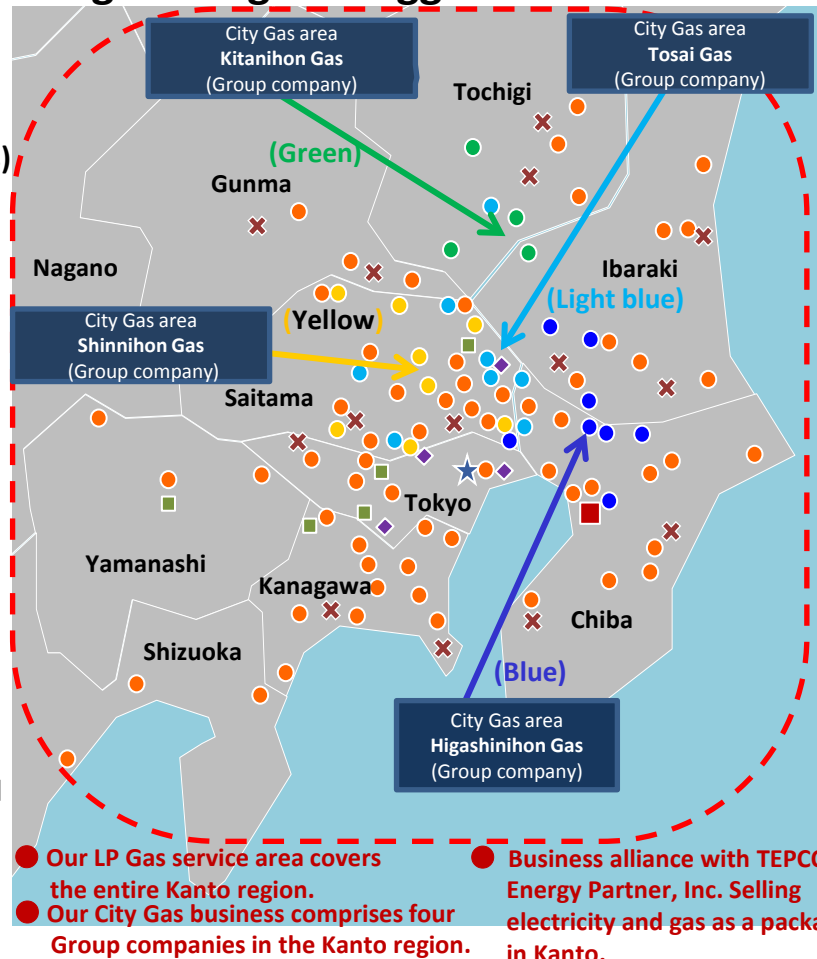 City Gas area
Kitanihon Gas
(Group company)
City Gas area
Tosai Gas
(Group company)
Tochigi
(Green)
Gunma
Nagano
Ibaraki
(Light blue)
(Yellow)
City Gas area
Shinnihon Gas
(Group company)
Saitama
Tokyo
Yamanashi
Kanagawa
Chiba
Shizuoka
(Blue)
City Gas area
Higashinihon Gas
(Group company)
Our LP Gas service area covers
the entire Kanto region.
Our City Gas business comprises four
Group companies in the Kanto region.
Business alliance with TEPCO
Energy Partner, Inc. Selling
electricity and gas as a packa
in Kanto.